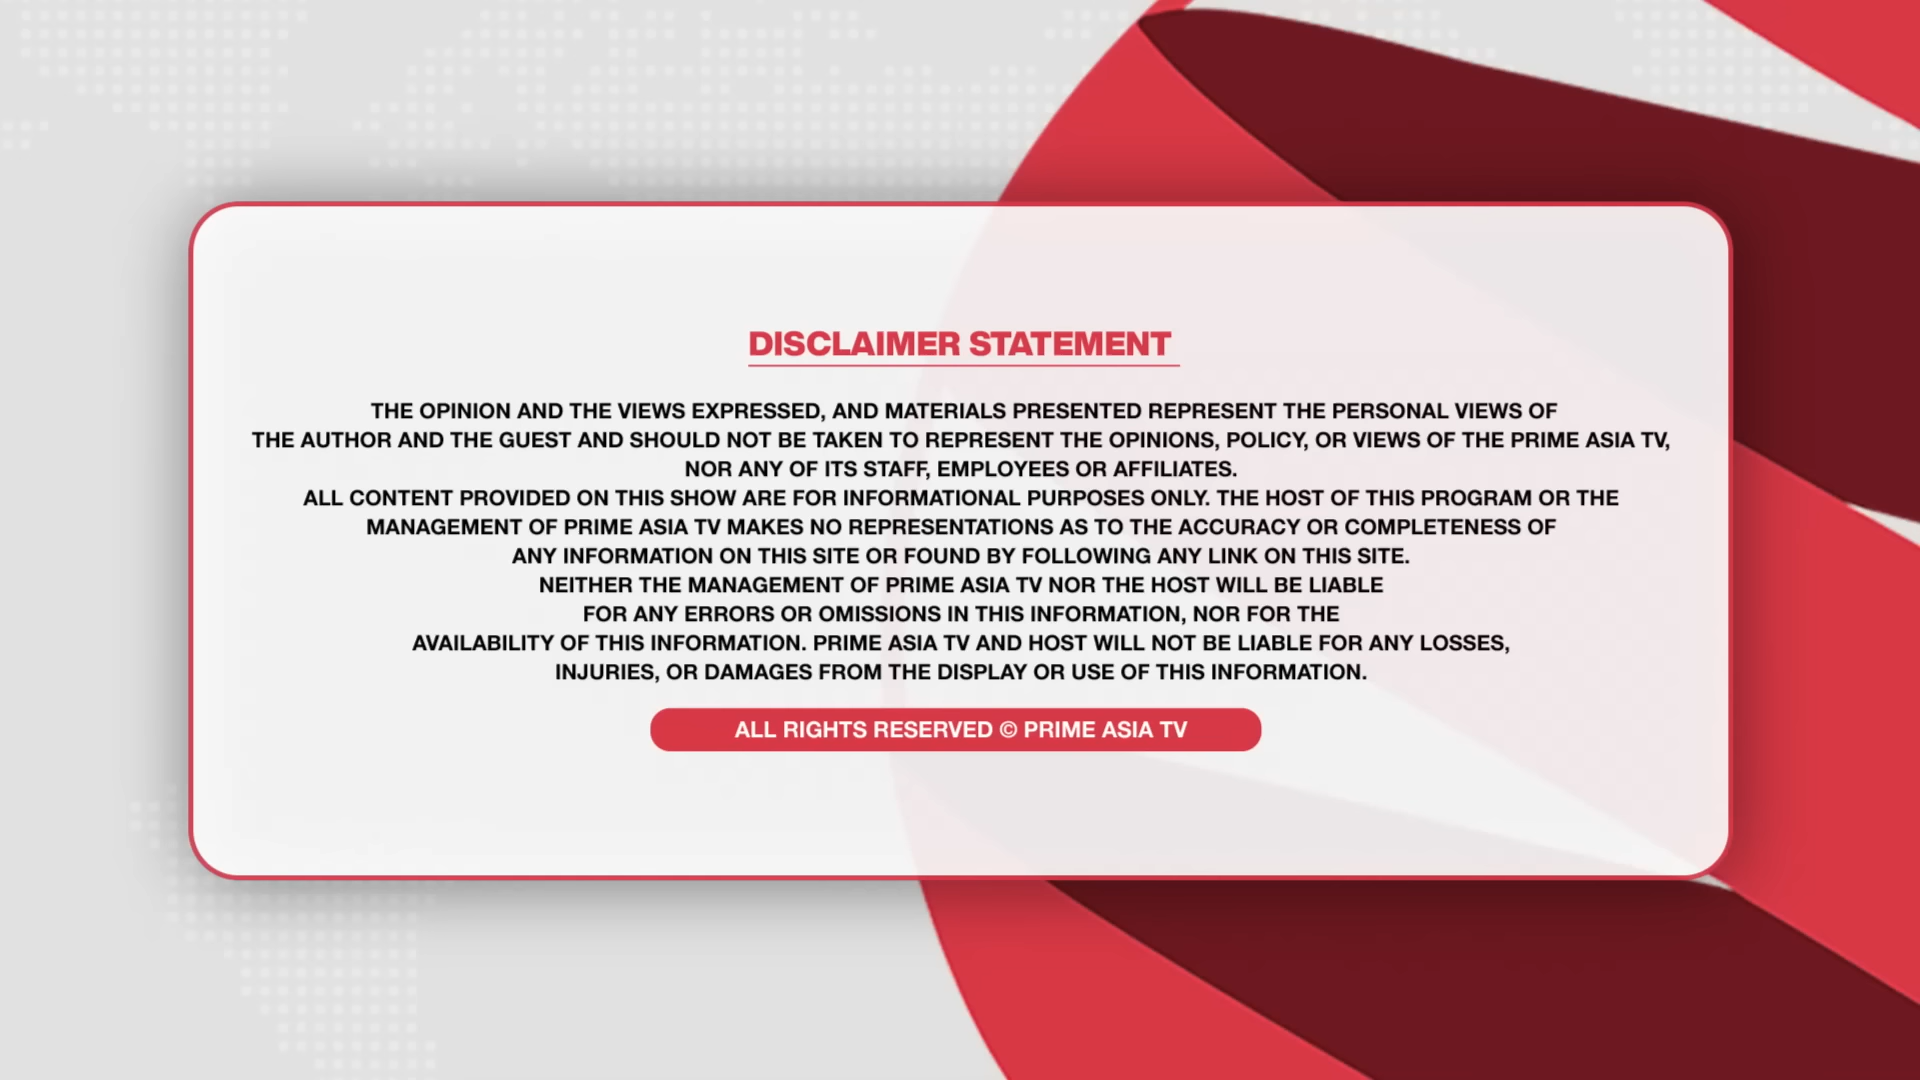 DISCLAIMER STATEMENT
THE OPINION AND THE VIEWS EXPRESSED, AND MATERIALS PRESENTED REPRESENT THE PERSONAL VIEWS OF
THE AUTHOR AND THE GUEST AND SHOULD NOT BE TAKEN TO REPRESENT THE OPINIONS, POLICY, OR VIEWS OF THE PRIME ASIA TV,
NOR ANY OF ITS STAFF, EMPLOYEES OR AFFILIATES.
ALL CONTENT PROVIDED ON THIS SHOW ARE FOR INFORMATIONAL PURPOSES ONLY. THE HOST OF THIS PROGRAM OR THE
MANAGEMENT OF PRIME ASIA TV MAKES NO REPRESENTATIONS AS TO THE ACCURACY OR COMPLETENESS OF
ANY INFORMATION ON THIS SITE OR FOUND BY FOLLOWING ANY LINK ON THIS SITE.
NEITHER THE MANAGEMENT OF PRIME ASIA TV NOR THE HOST WILL BE LIABLE
FOR ANY ERRORS OR OMISSIONS IN THIS INFORMATION, NOR FOR THE
AVAILABILITY OF THIS INFORMATION. PRIME ASIA TV AND HOST WILL NOT BE LIABLE FOR ANY LOSSES,
INJURIES, OR DAMAGES FROM THE DISPLAY OR USE OF THIS INFORMATION.
ALL RIGHTS RESERVED © PRIME ASIA TV